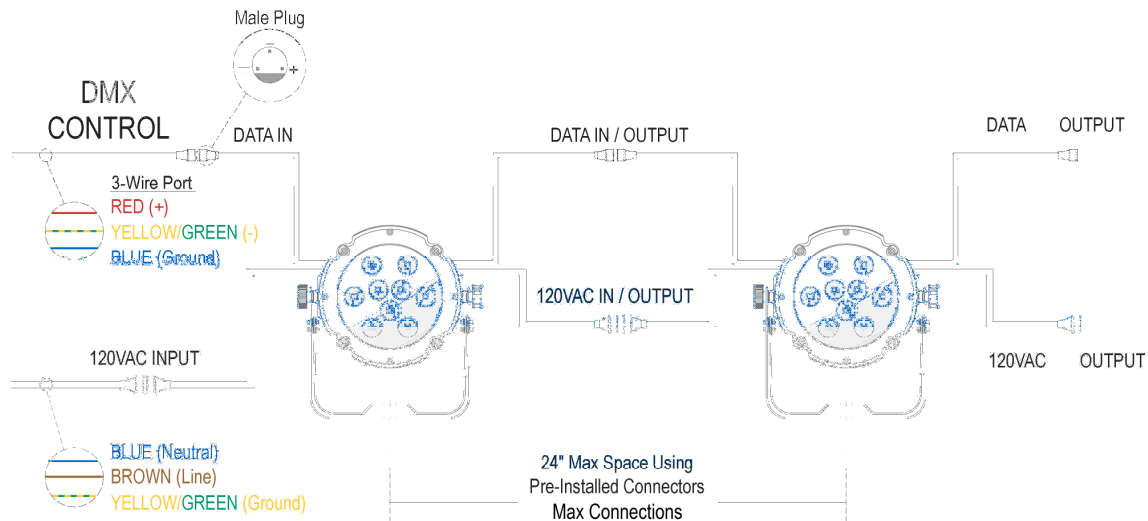 Male Plug
DMX
CONTROL
DATA IN
DATA IN / OUTPUT
DATA OUTPUT
3-Wire Port
RED (+)
YELLOW/GREEN (-)
BLUE (Ground)
120VAC IN / OUTPUT
120VAC INPUT
120VAC OUTPUT
BLUE (Neutral)
BROWN (Line)
YELLOW/GREEN (Ground)
24" Max Space Using
Pre-Installed Connectors
Max Connections